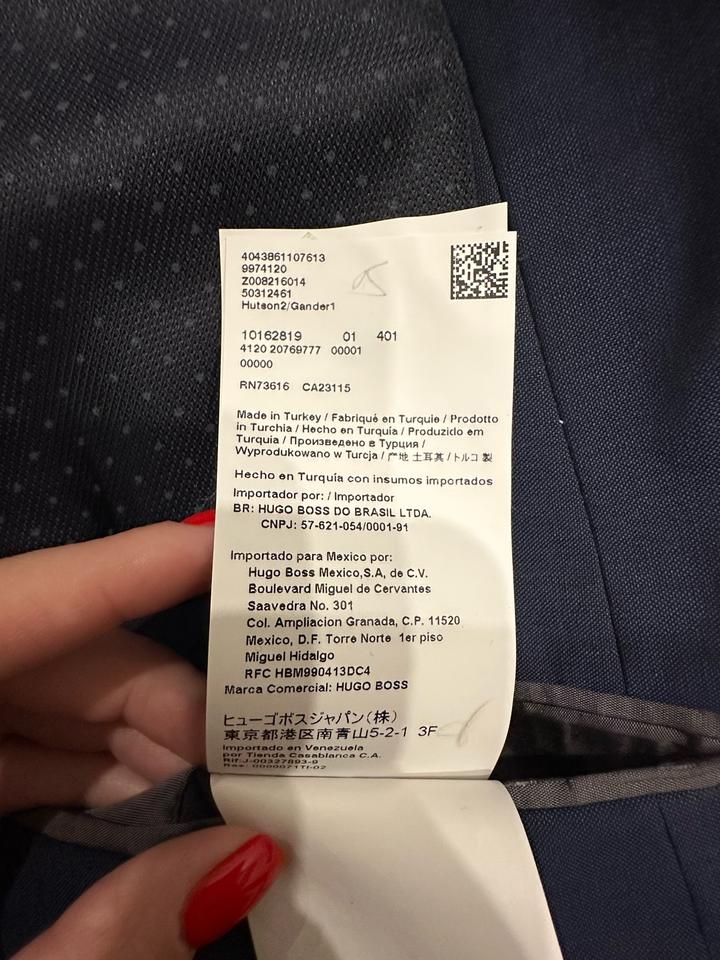 4043861107613
9974120
Z008216014
50312461
Hutson2/Gander1
10162819 01 401
4120 20769777 00001
00000
RN73616 CA23115
Made in Turkey / Fabriqué en Turquie / Prodotto
in Turchia / Hecho en Turquía / Produzido em
Turquia / Произведено в Турции /
Wyprodukowano w Turcja / 产地 土耳其 / トルコ 製
Hecho en Turquía con insumos importados
Importador por: / Importador
BR: HUGO BOSS DO BRASIL LTDA.
CNPJ: 57-621-054/0001-91
Importado para Mexico por:
Hugo Boss Mexico,S.A, de C.V.
Boulevard Miguel de Cervantes
Saavedra No. 301
Col. Ampliacion Granada, C.P. 11520
Mexico, D.F. Torre Norte 1er piso
Miguel Hidalgo
RFC HBM990413DC4
Marca Comercial: HUGO BOSS
ヒューゴボスジャパン(株)
東京都港区南青山5-2-1 3F
Importado en Venezuela
por Tienda Casablanca C.A.
Rif:J-00327893-9